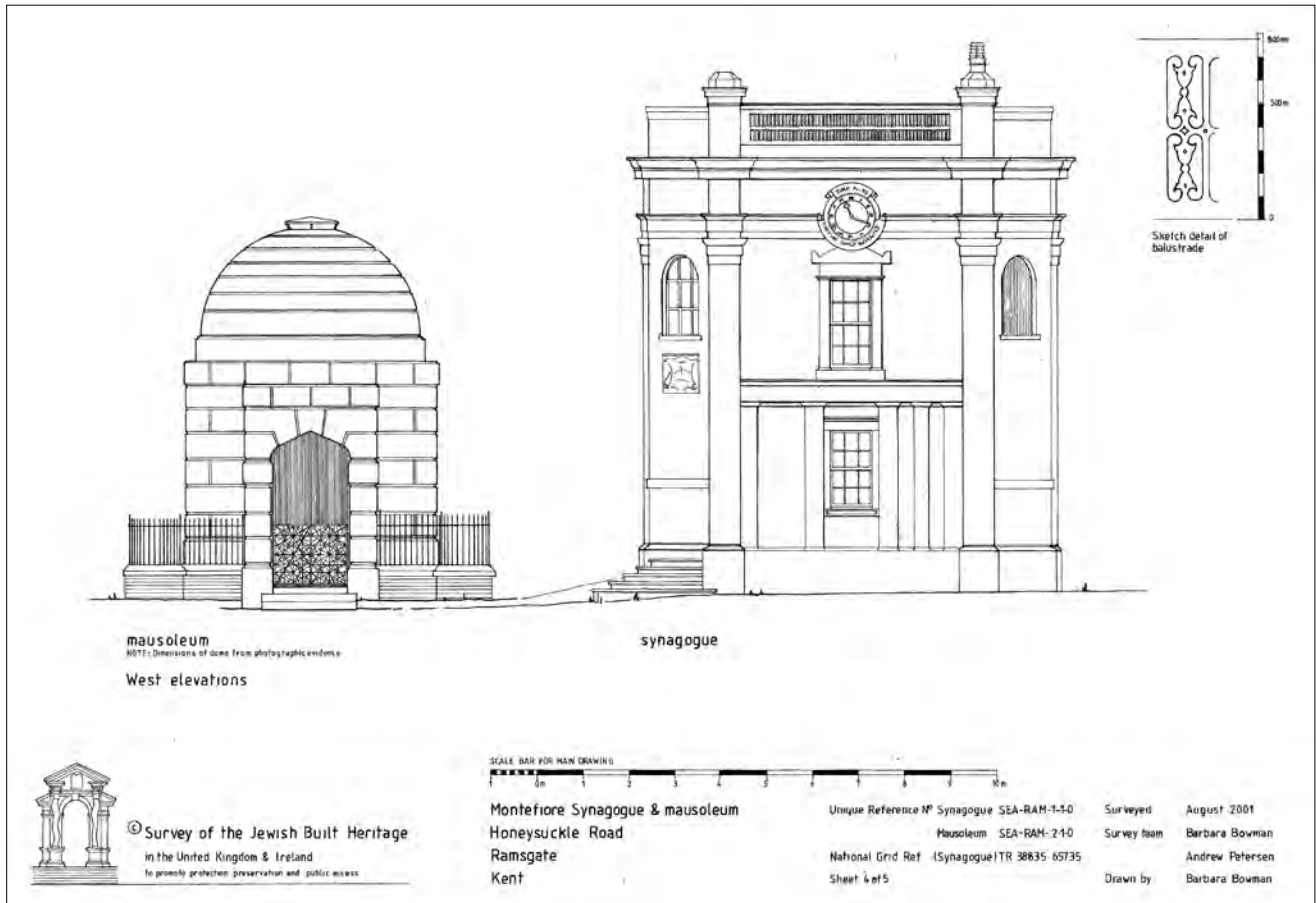 500mm
0
Sketch detail of
balustrade
mausoleum
NOTE: Dimensions of dome from photographic evidence
West elevations
synagogue
SCALE BAR FOR MAIN DRAWING
1 0m 1 2 3 4 5 6 7 8 9 10m
© Survey of the Jewish Built Heritage
in the United Kingdom & Ireland
to promote protection preservation and public access
Montefiore Synagogue & mausoleum
Honeysuckle Road
Ramsgate
Kent
Unique Reference Nº Synagogue SEA-RAM-1-1-0
Mausoleum SEA-RAM-2-1-0
National Grid Ref (Synagogue) TR 38835 65735
Sheet 4 of 5
Surveyed August 2001
Survey team Barbara Bowman
Andrew Petersen
Drawn by Barbara Bowman